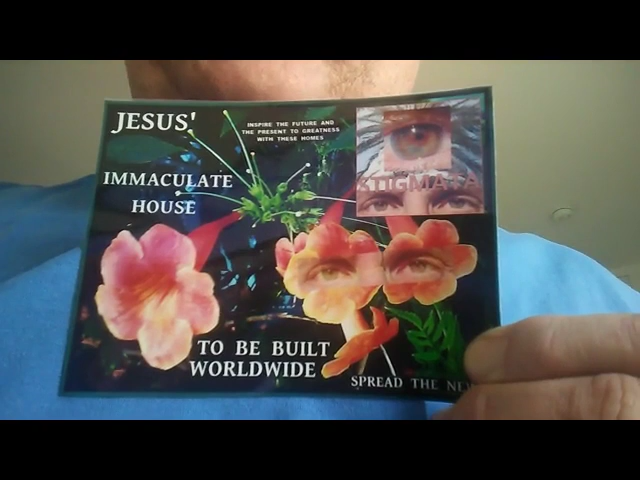 JESUS'
INSPIRE THE FUTURE AND
THE PRESENT TO GREATNESS
WITH THESE HOMES
IMMACULATE
HOUSE
STIGMATA
TO BE BUILT
WORLDWIDE
SPREAD THE